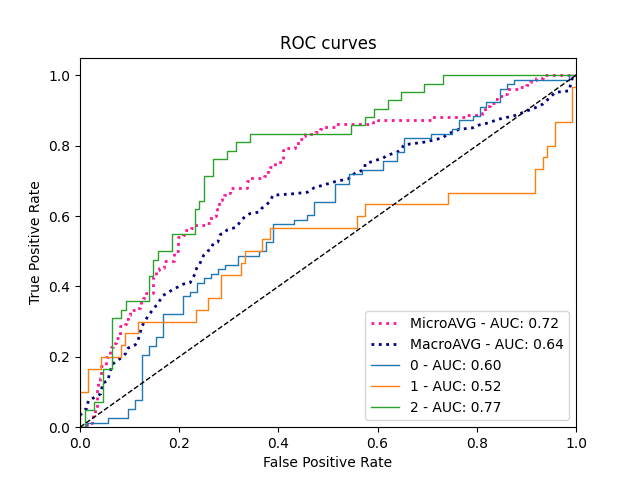 ROC curves
True Positive Rate
1.0
0.8
0.6
0.4
0.2
0.0
MicroAVG - AUC: 0.72
MacroAVG - AUC: 0.64
0 - AUC: 0.60
1 - AUC: 0.52
2 - AUC: 0.77
0.0 0.2 0.4 0.6 0.8 1.0
False Positive Rate